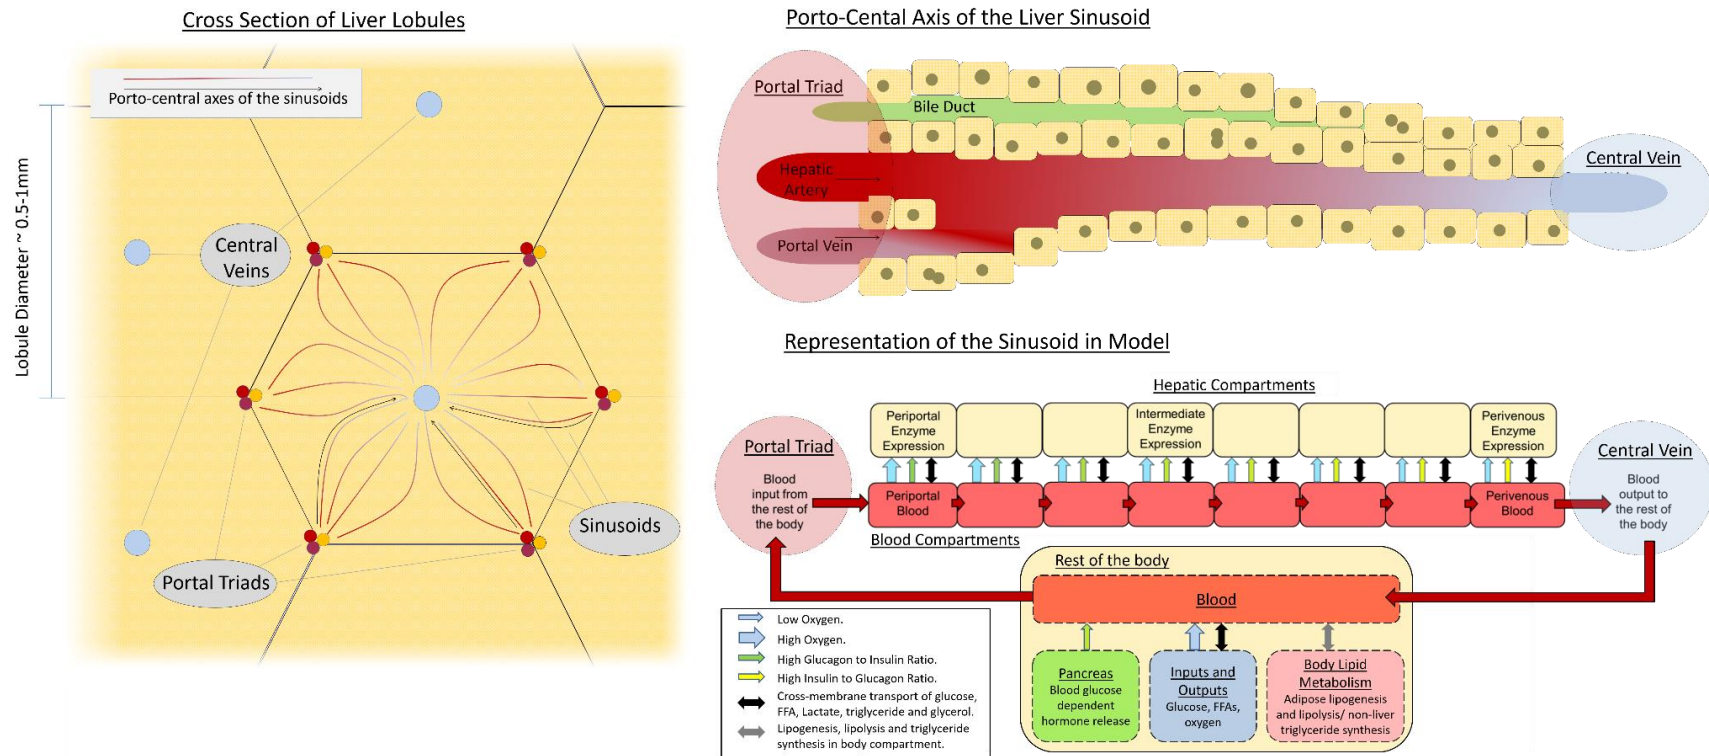 Cross Section of Liver Lobules
Porto-central axes of the sinusoids
Lobule Diameter ~ 0.5-1mm
Central
Veins
Portal Triads
Sinusoids
Porto-Cental Axis of the Liver Sinusoid
Portal Triad
Bile Duct
Hepatic
Artery
Portal Vein
Central Vein
Representation of the Sinusoid in Model
Hepatic Compartments
Periportal
Enzyme
Expression
Intermediate
Enzyme
Expression
Perivenous
Enzyme
Expression
Portal Triad
Blood
input from
the rest of
the body
Periportal
Blood
Perivenous
Blood
Central Vein
Blood
output to
the rest of
the body
Blood Compartments
Rest of the body
Blood
Pancreas
Blood glucose
dependent
hormone release
Inputs and
Outputs
Glucose, FFAs,
oxygen
Body Lipid
Metabolism
Adipose lipogenesis
and lipolysis/ non-liver
triglyceride synthesis
Low Oxygen.
High Oxygen.
High Glucagon to Insulin Ratio.
High Insulin to Glucagon Ratio.
Cross-membrane transport of glucose,
FFA, Lactate, triglyceride and glycerol.
Lipogenesis, lipolysis and triglyceride
synthesis in body compartment.